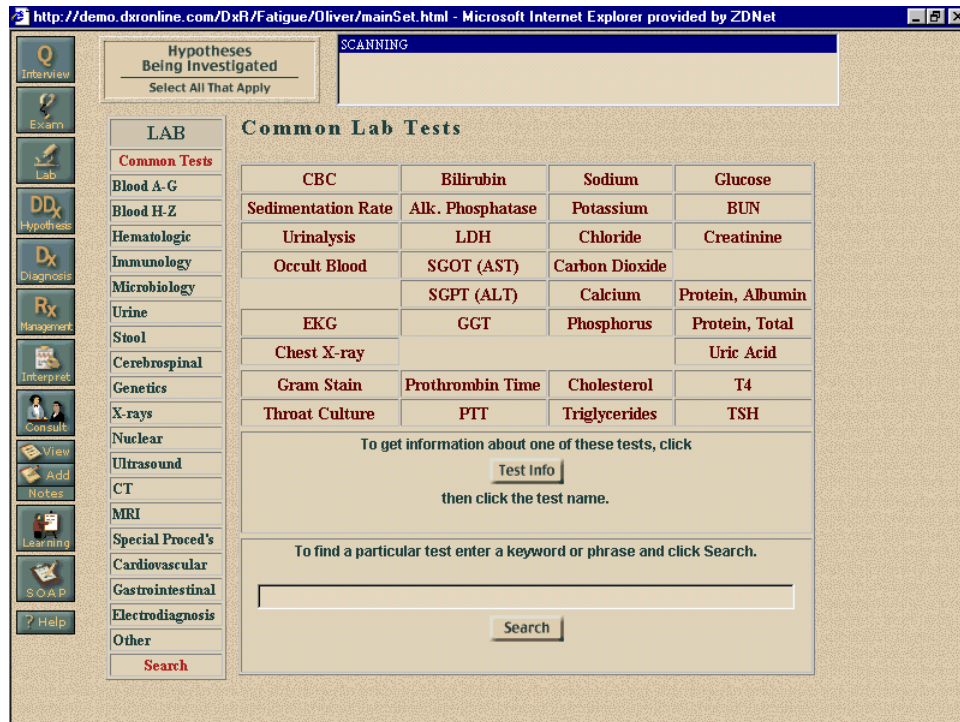 http://demo.dxronline.com/DxR/Fatigue/Oliver/mainSet.html - Microsoft Internet Explorer provided by ZDNet
Q
Interview
Exam
Lab
DDx
Hypothesis
Dx
Diagnosis
Rx
Management
Interpret
Consult
View
Add
Notes
Learning
SOAP
? Help
Hypotheses
Being Investigated
Select All That Apply
SCANNING
LAB
Common Tests
Blood A-G
Blood H-Z
Hematologic
Immunology
Microbiology
Urine
Stool
Cerebrospinal
Genetics
X-rays
Nuclear
Ultrasound
CT
MRI
Special Proced's
Cardiovascular
Gastrointestinal
Electrodiagnosis
Other
Search
Common Lab Tests
CBC Bilirubin Sodium Glucose
Sedimentation Rate Alk. Phosphatase Potassium BUN
Urinalysis LDH Chloride Creatinine
Occult Blood SGOT (AST) Carbon Dioxide
SGPT (ALT) Calcium Protein, Albumin
EKG GGT Phosphorus Protein, Total
Chest X-ray Uric Acid
Gram Stain Prothrombin Time Cholesterol T4
Throat Culture PTT Triglycerides TSH
To get information about one of these tests, click
Test Info
then click the test name.
To find a particular test enter a keyword or phrase and click Search.
Search